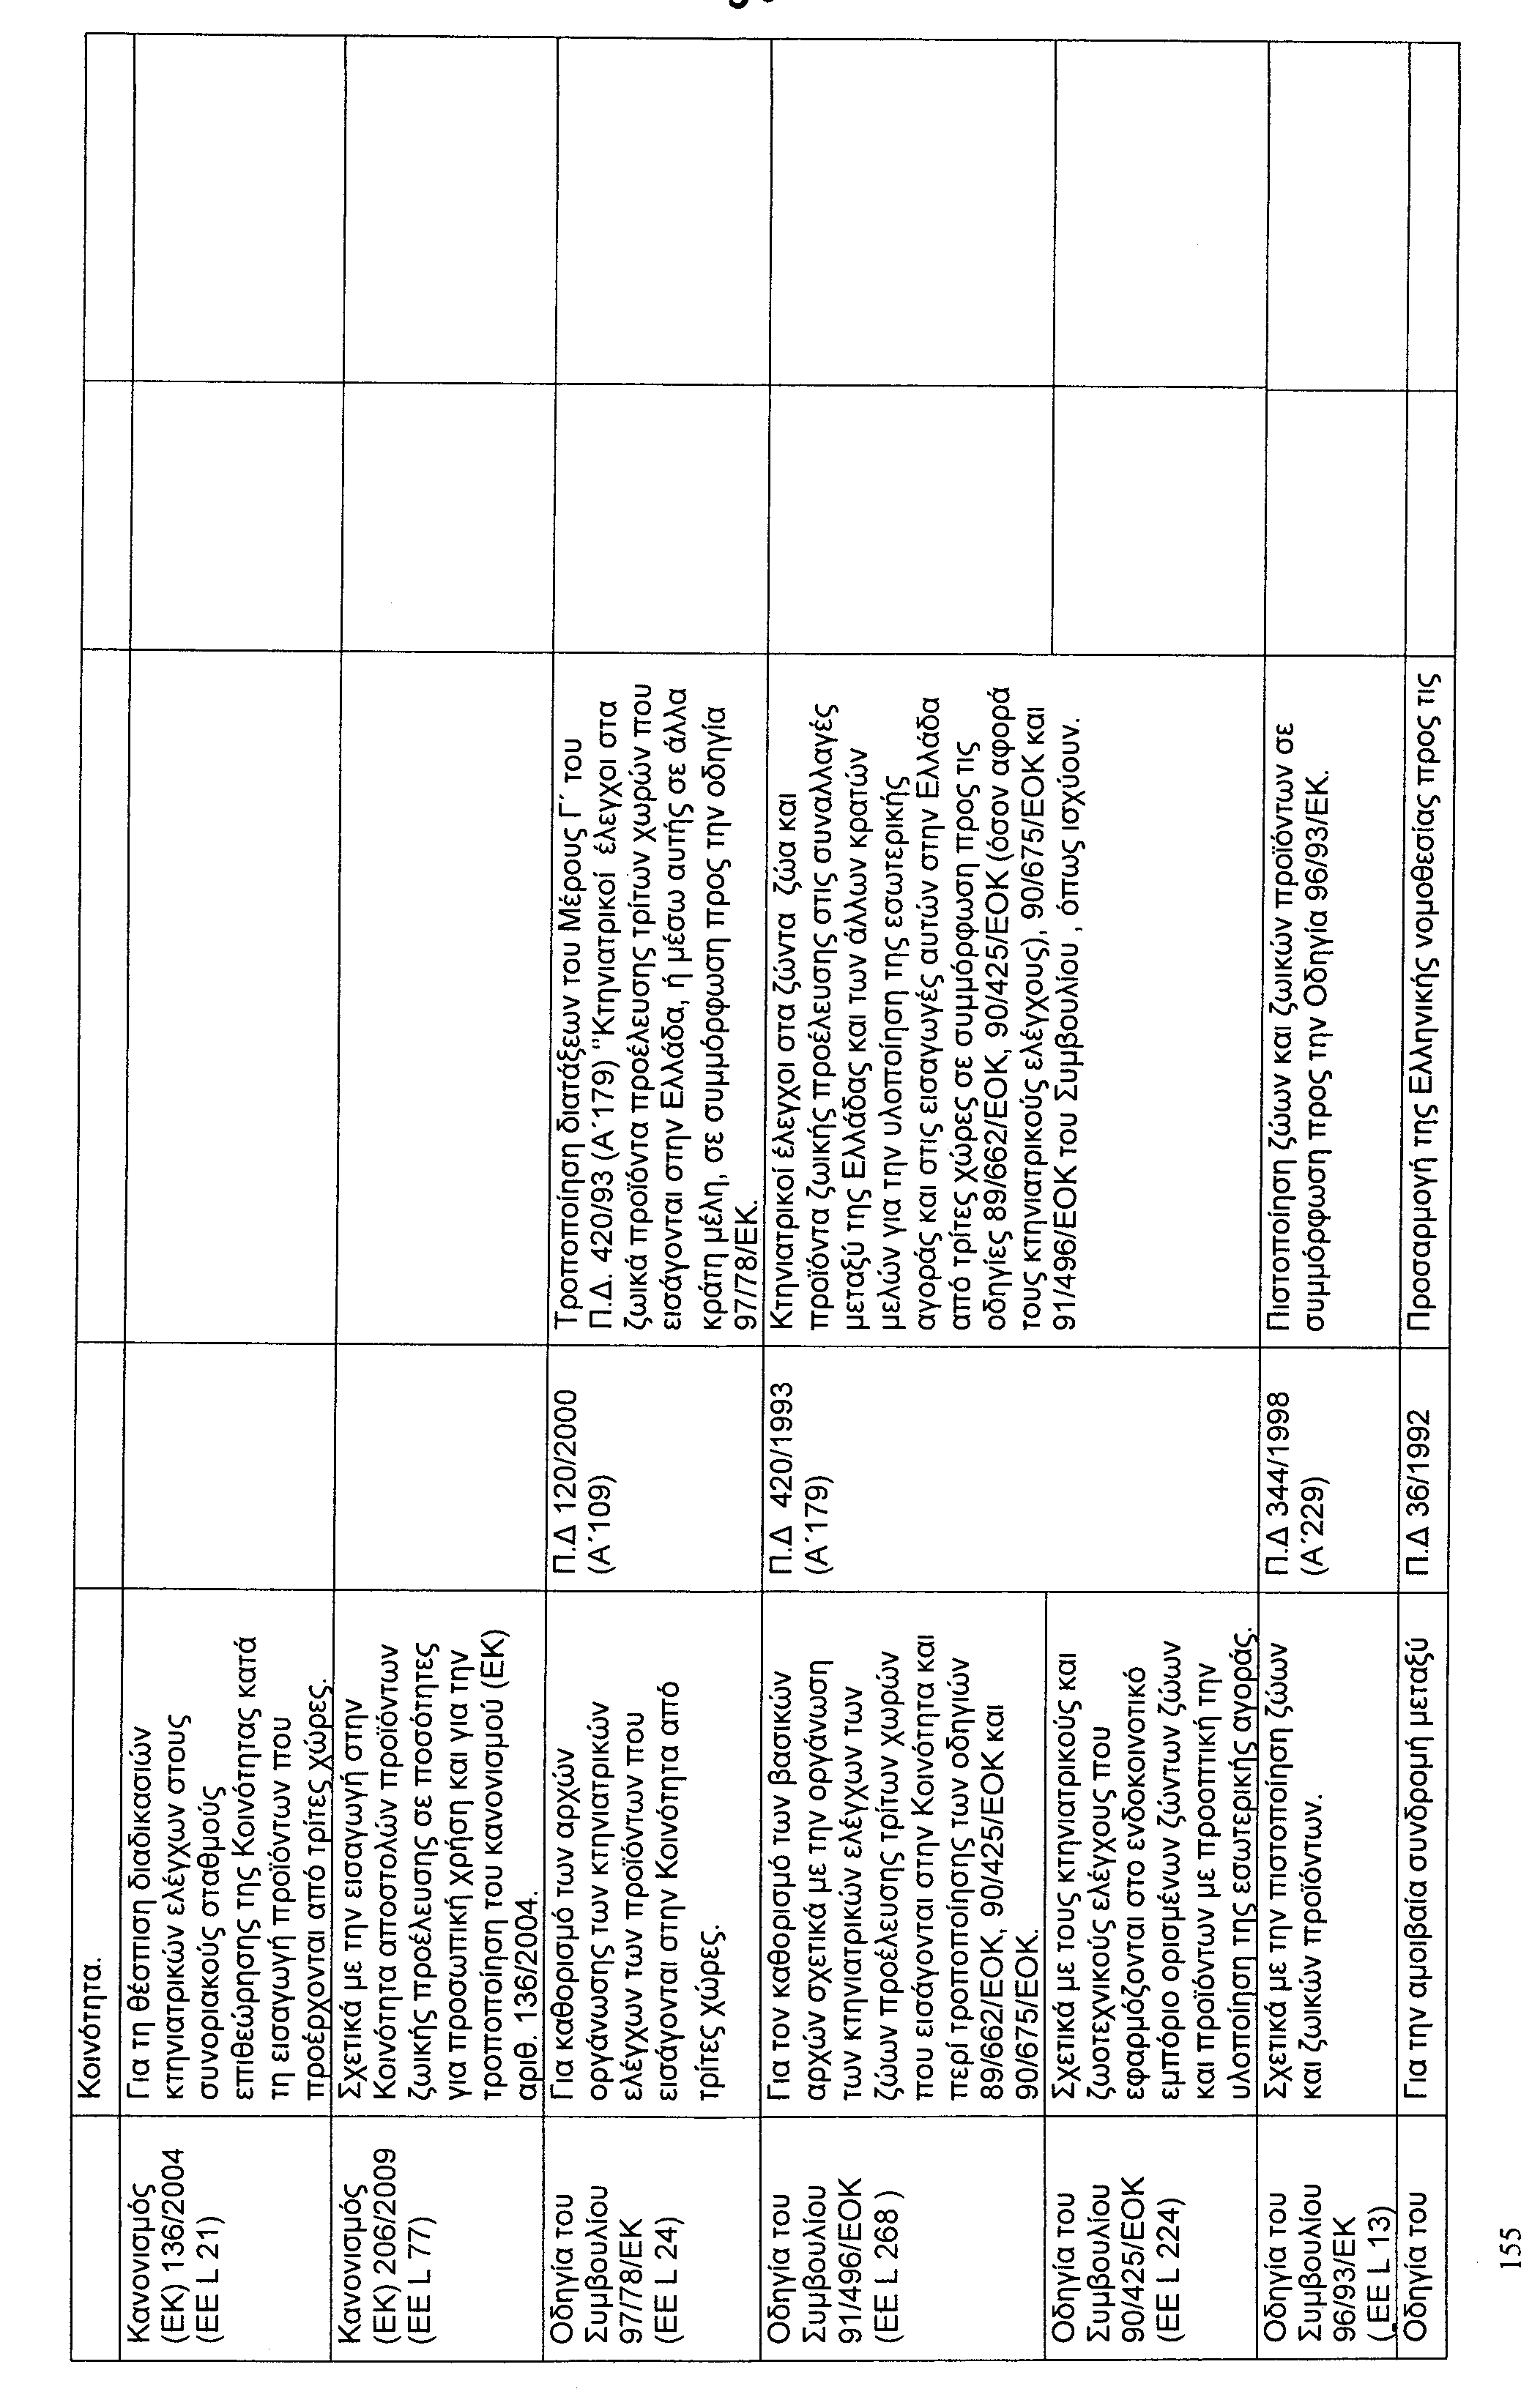 Κοινότητα.
Κανονισμός
(ΕΚ) 136/2004
(ΕΕ L 21)
Για τη θέσπιση διαδικασιών
κτηνιατρικών ελέγχων στους
συνοριακούς σταθμούς
επιθεώρησης της Κοινότητας κατά
τη εισαγωγή προϊόντων που
προέρχονται από τρίτες χώρες.
Κανονισμός
(ΕΚ) 206/2009
(ΕΕ L 77)
Σχετικά με την εισαγωγή στην
Κοινότητα αποστολών προϊόντων
ζωικής προέλευσης σε ποσότητες
για προσωπική χρήση και για την
τροποποίηση του κανονισμού (ΕΚ)
αριθ. 136/2004.
Οδηγία του
Συμβουλίου
97/78/ΕΚ
(ΕΕ L 24)
Για καθορισμό των αρχών
οργάνωσης των κτηνιατρικών
ελέγχων των προϊόντων που
εισάγονται στην Κοινότητα από
τρίτες χώρες.
Π.Δ 120/2000
(Α΄109)
Τροποποίηση διατάξεων του Μέρους Γ΄ του
Π.Δ. 420/93 (Α΄179) "Κτηνιατρικοί έλεγχοι στα
ζωικά προϊόντα προέλευσης τρίτων χωρών που
εισάγονται στην Ελλάδα, ή μέσω αυτής σε άλλα
κράτη μέλη, σε συμμόρφωση προς την οδηγία
97/78/ΕΚ.
Οδηγία του
Συμβουλίου
91/496/ΕΟΚ
(ΕΕ L 268 )
Για τον καθορισμό των βασικών
αρχών σχετικά με την οργάνωση
των κτηνιατρικών ελέγχων των
ζώων προέλευσης τρίτων χωρών
που εισάγονται στην Κοινότητα και
περί τροποποίησης των οδηγιών
89/662/ΕΟΚ, 90/425/ΕΟΚ και
90/675/ΕΟΚ.
Π.Δ 420/1993
(Α΄179)
Κτηνιατρικοί έλεγχοι στα ζώντα ζώα και
προϊόντα ζωικής προέλευσης στις συναλλαγές
μεταξύ της Ελλάδας και των άλλων κρατών
μελών για την υλοποίηση της εσωτερικής
αγοράς και στις εισαγωγές αυτών στην Ελλάδα
από τρίτες χώρες σε συμμόρφωση προς τις
οδηγίες 89/662/ΕΟΚ, 90/425/ΕΟΚ (όσον αφορά
τους κτηνιατρικούς ελέγχους), 90/675/ΕΟΚ και
91/496/ΕΟΚ του Συμβουλίου , όπως ισχύουν.
Οδηγία του
Συμβουλίου
90/425/ΕΟΚ
(ΕΕ L 224)
Σχετικά με τους κτηνιατρικούς και
ζωοτεχνικούς ελέγχους που
εφαρμόζονται στο ενδοκοινοτικό
εμπόριο ορισμένων ζώντων ζώων
και προϊόντων με προοπτική την
υλοποίηση της εσωτερικής αγοράς.
Οδηγία του
Συμβουλίου
96/93/ΕΚ
( ΕΕ L 13)
Σχετικά με την πιστοποίηση ζώων
και ζωικών προϊόντων.
Π.Δ 344/1998
(Α΄229)
Πιστοποίηση ζώων και ζωικών προϊόντων σε
συμμόρφωση προς την Οδηγία 96/93/ΕΚ.
Οδηγία του
Για την αμοιβαία συνδρομή μεταξύ
Π.Δ 36/1992
Προσαρμογή της Ελληνικής νομοθεσίας προς τις
155